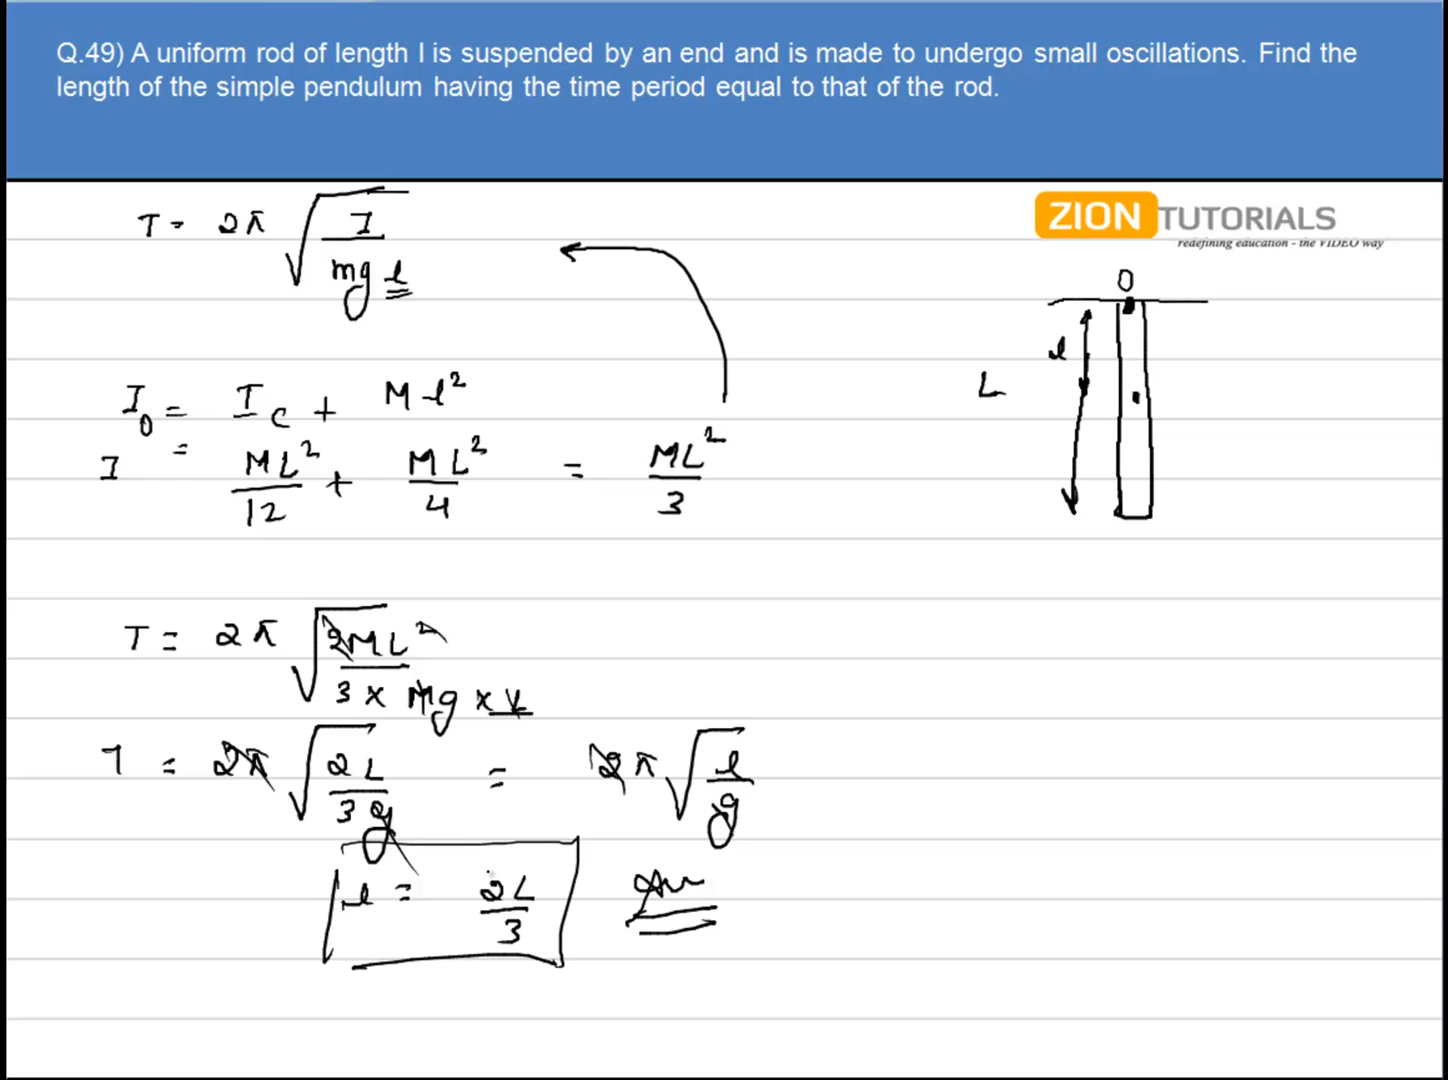 Q.49) A uniform rod of length l is suspended by an end and is made to undergo small oscillations. Find the
length of the simple pendulum having the time period equal to that of the rod.
ZION TUTORIALS
redefining education - the VIDEO way
T = 2π √(I / mg l)
O
l
L
I₀ = I_C + M l²
I = ML²/12 + ML²/4 = ML²/3
T = 2π √(2ML² / 3 × Mg × L)
T = 2π √(2L / 3g) = 2π √(l / g)
l = 2L/3 Ans